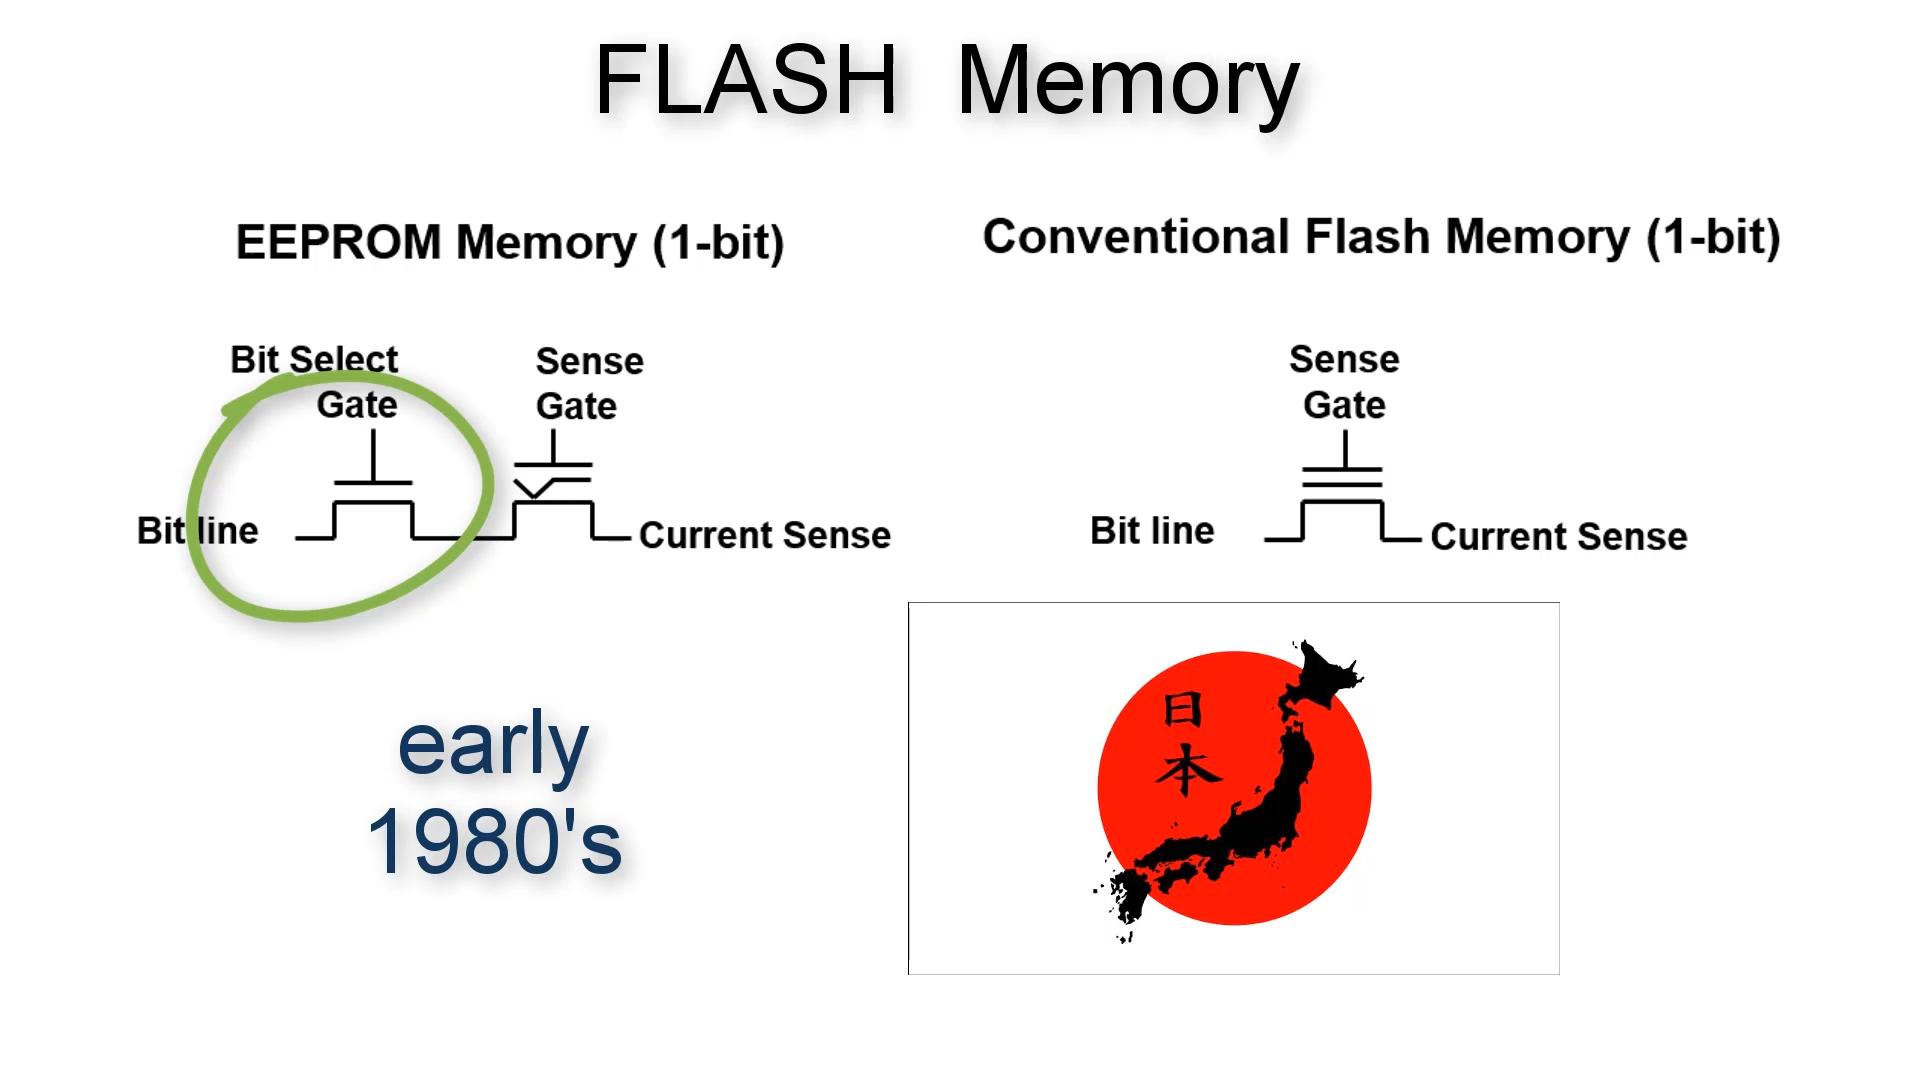 FLASH Memory
EEPROM Memory (1-bit)
Bit Select
Gate
Sense
Gate
Bit line
Current Sense
Conventional Flash Memory (1-bit)
Sense
Gate
Bit line
Current Sense
early
1980's
日
本